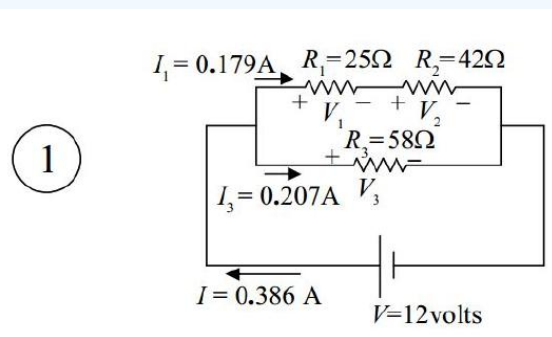 I₁ = 0.179A R₁=25Ω R₂=42Ω
+ V₁ − + V₂ −
1
R₃=58Ω
+ −
I₃ = 0.207A V₃
I = 0.386 A
V=12volts